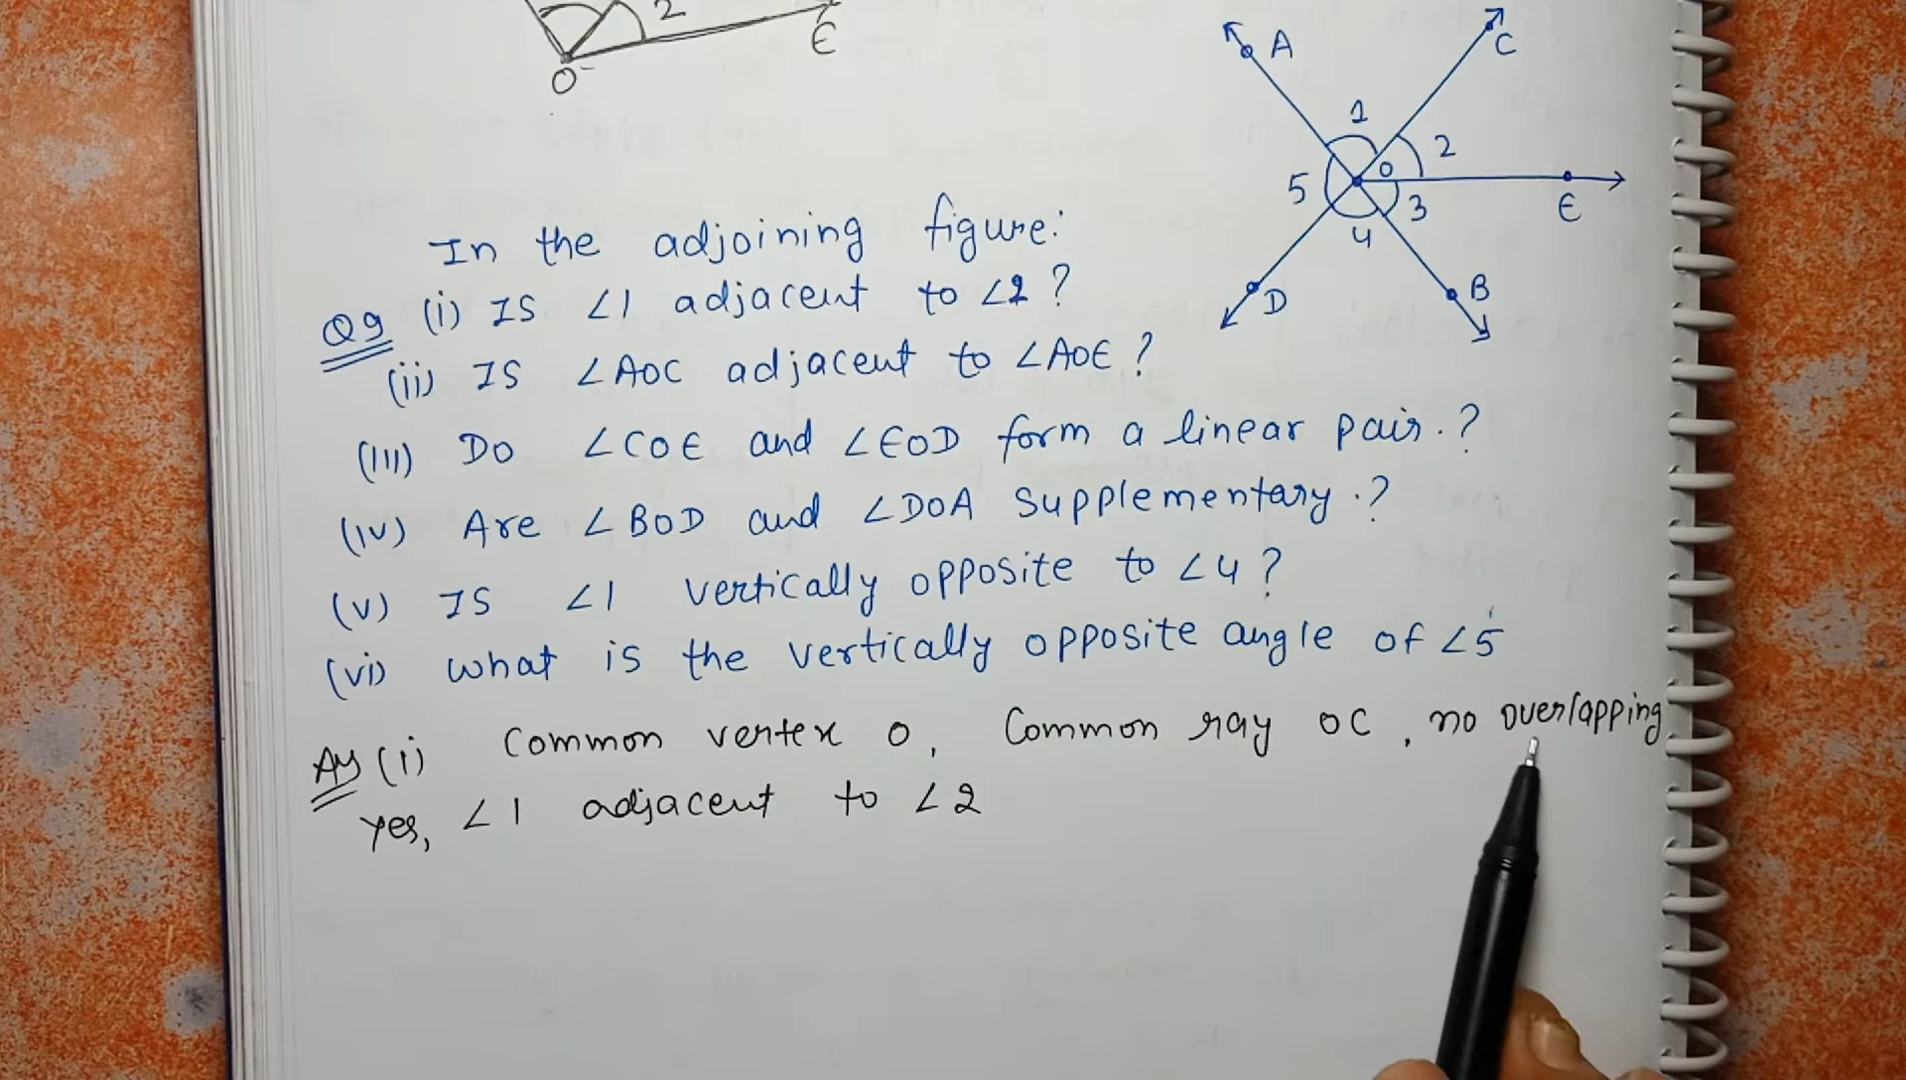 2
E
O
A
C
1
2
O
5
3
E
4
D
B
In the adjoining figure:
Q9 (i) Is ∠1 adjacent to ∠2 ?
(ii) Is ∠AOC adjacent to ∠AOE ?
(iii) Do ∠COE and ∠EOD form a linear pair. ?
(iv) Are ∠BOD and ∠DOA supplementary. ?
(v) Is ∠1 vertically opposite to ∠4 ?
(vi) what is the vertically opposite angle of ∠5
(i) common vertex O, Common ray OC, no overlapping
yes, ∠1 adjacent to ∠2